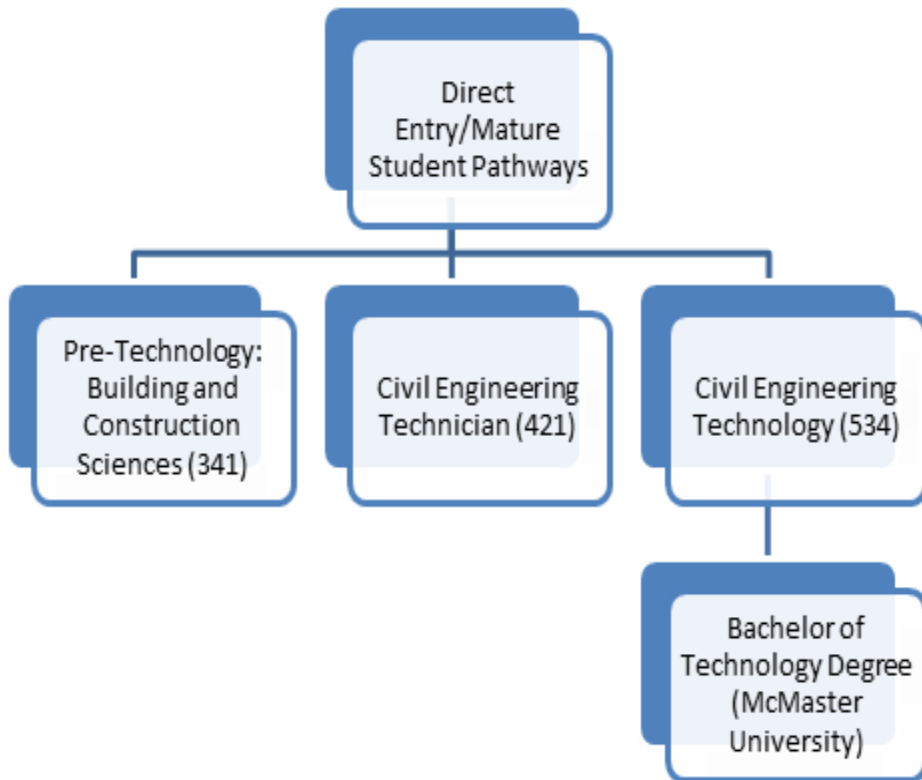 Direct
Entry/Mature
Student Pathways
Pre-Technology:
Building and
Construction
Sciences (341)
Civil Engineering
Technician (421)
Civil Engineering
Technology (534)
Bachelor of
Technology Degree
(McMaster
University)